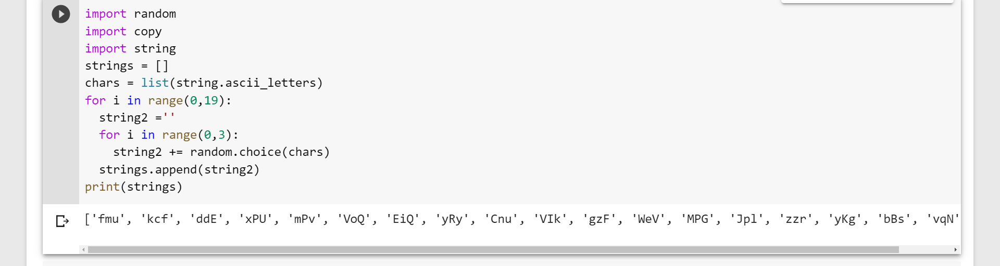 import random
import copy
import string
strings = []
chars = list(string.ascii_letters)
for i in range(0,19):
  string2 =''
  for i in range(0,3):
    string2 += random.choice(chars)
  strings.append(string2)
print(strings)
['fmu', 'kcf', 'ddE', 'xPU', 'mPv', 'VoQ', 'EiQ', 'yRy', 'Cnu', 'VIk', 'gzF', 'WeV', 'MPG', 'Jpl', 'zzr', 'yKg', 'bBs', 'vqN'